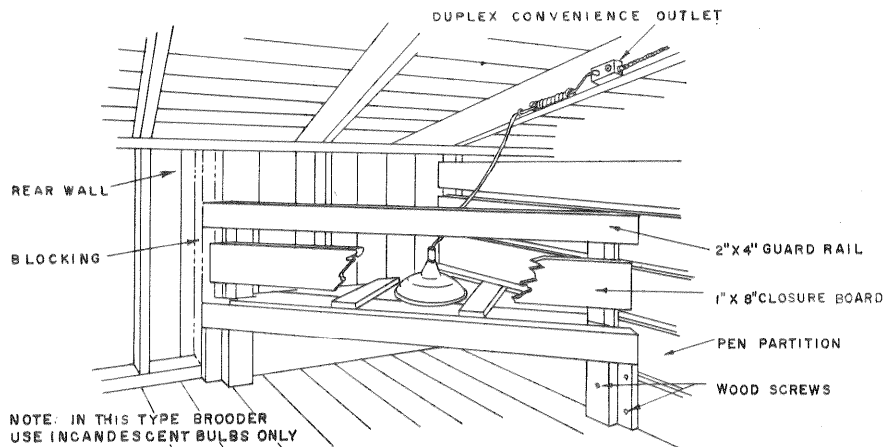 DUPLEX CONVENIENCE OUTLET
REAR WALL
BLOCKING
2"X4" GUARD RAIL
1"X 8" CLOSURE BOARD
PEN PARTITION
WOOD SCREWS
NOTE: IN THIS TYPE BROODER
USE INCANDESCENT BULBS ONLY